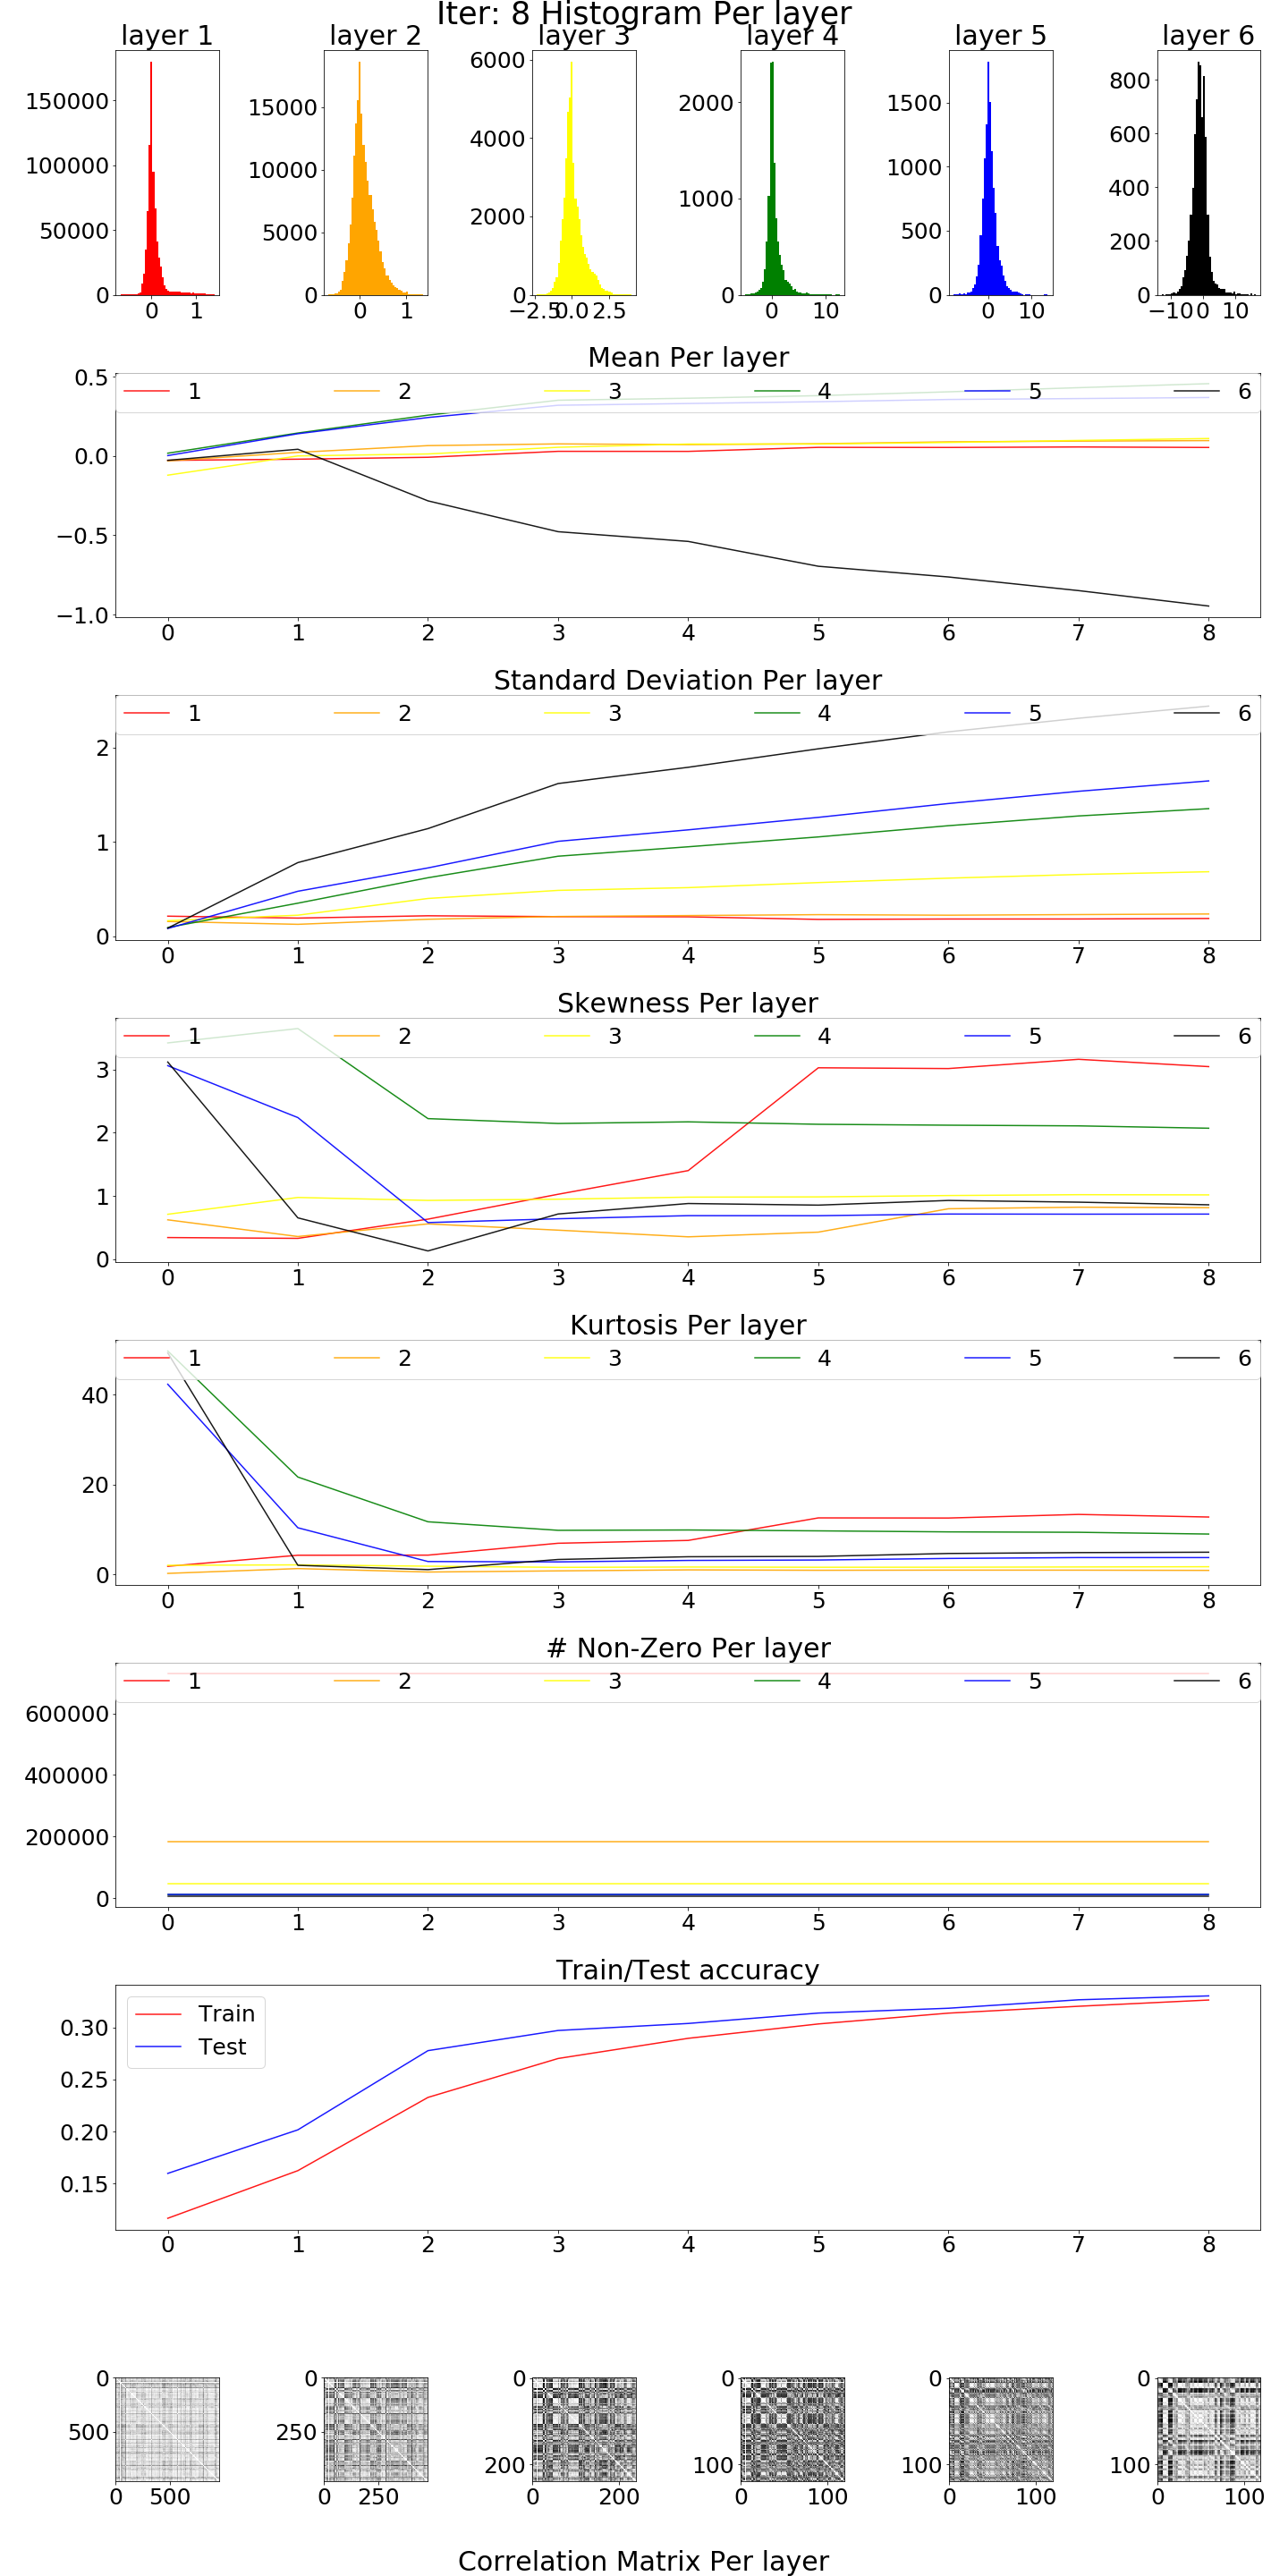 Iter: 8 Histogram Per layer
layer 1 layer 2 layer 3 layer 4 layer 5 layer 6
150000
100000
50000
0
0 1
15000
10000
5000
0
0 1
6000
4000
2000
0
−2.5 0.0 2.5
2000
1000
0
0 10
1500
1000
500
0
0 10
800
600
400
200
0
−10 0 10
Mean Per layer
1 2 3 4 5 6
0.5
0.0
−0.5
−1.0
0 1 2 3 4 5 6 7 8
Standard Deviation Per layer
1 2 3 4 5 6
2
1
0
0 1 2 3 4 5 6 7 8
Skewness Per layer
1 2 3 4 5 6
3
2
1
0
0 1 2 3 4 5 6 7 8
Kurtosis Per layer
1 2 3 4 5 6
40
20
0
0 1 2 3 4 5 6 7 8
# Non-Zero Per layer
1 2 3 4 5 6
600000
400000
200000
0
0 1 2 3 4 5 6 7 8
Train/Test accuracy
Train
Test
0.30
0.25
0.20
0.15
0 1 2 3 4 5 6 7 8
0
500
0 500
0
250
0 250
0
200
0 200
0
100
0 100
0
100
0 100
0
100
0 100
Correlation Matrix Per layer